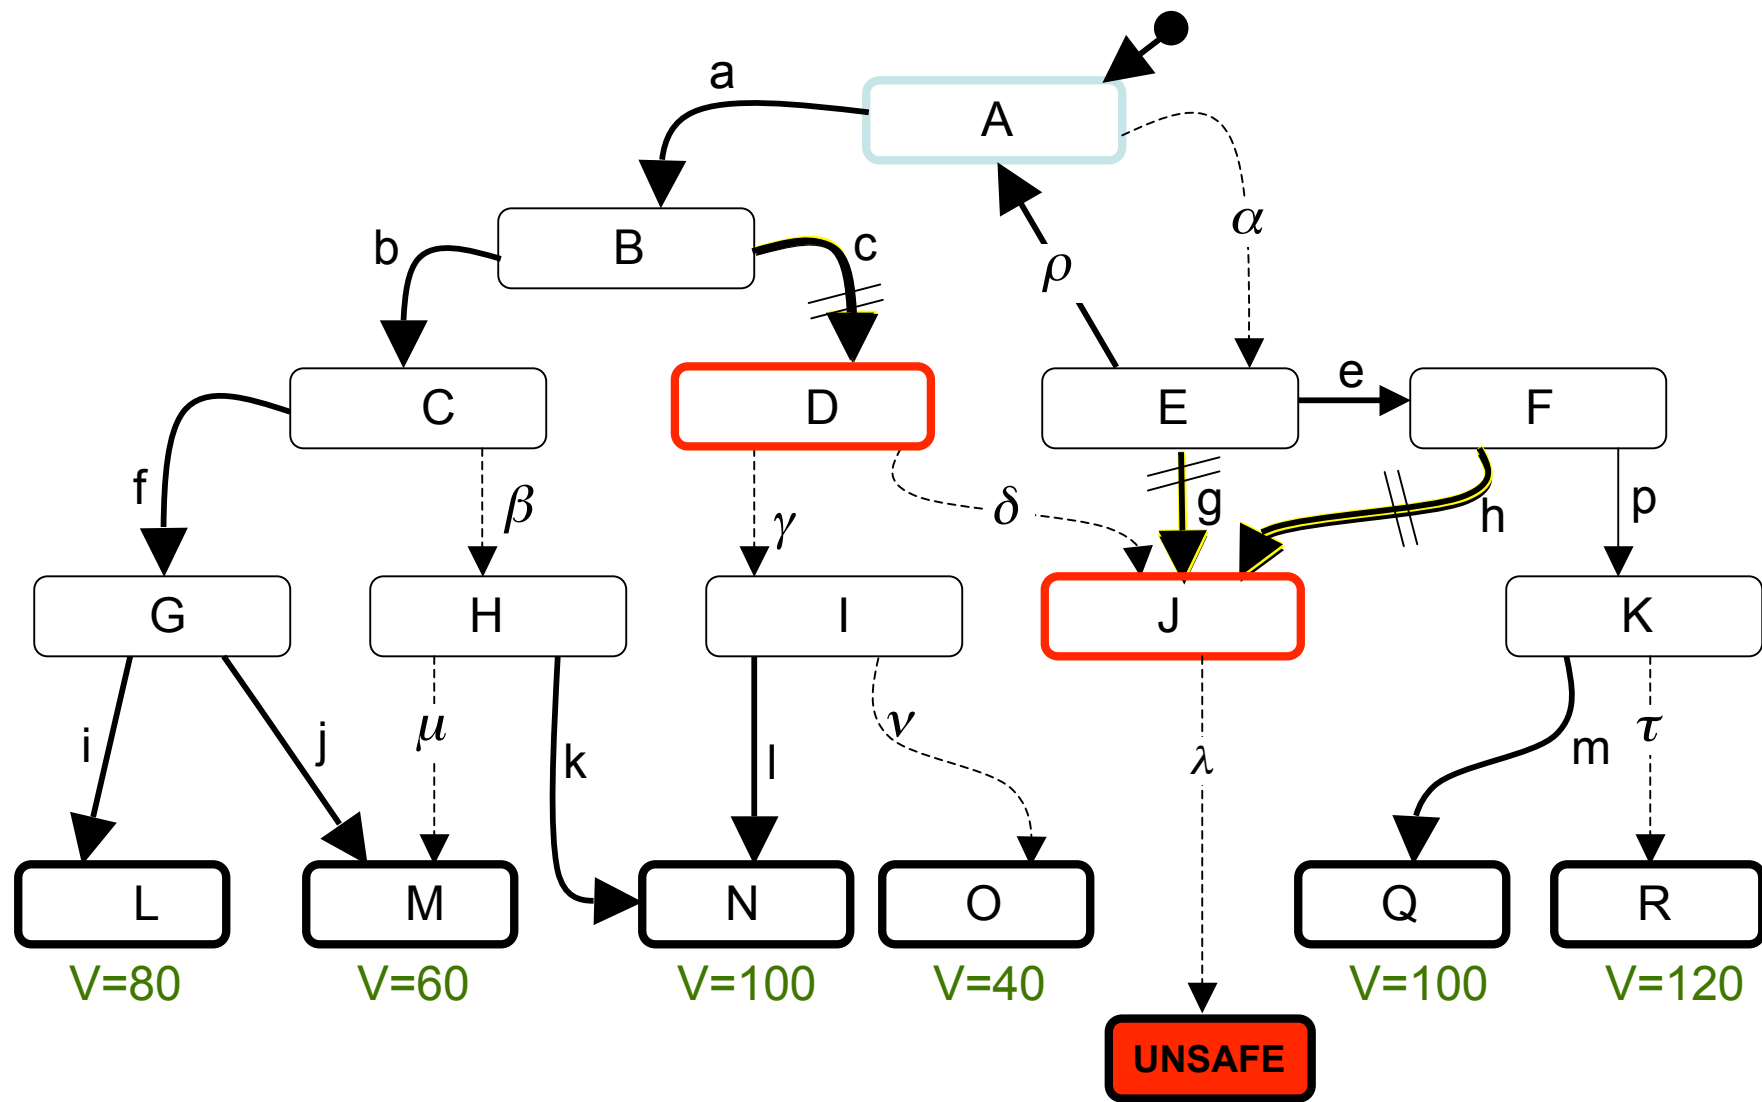 a
A
α
b
B
c
ρ
C
D
E
e
F
f
β
γ
δ
g
h
p
G
H
I
J
K
i
j
μ
k
l
ν
λ
m
τ
L
M
N
O
Q
R
V=80
V=60
V=100
V=40
V=100
V=120
UNSAFE